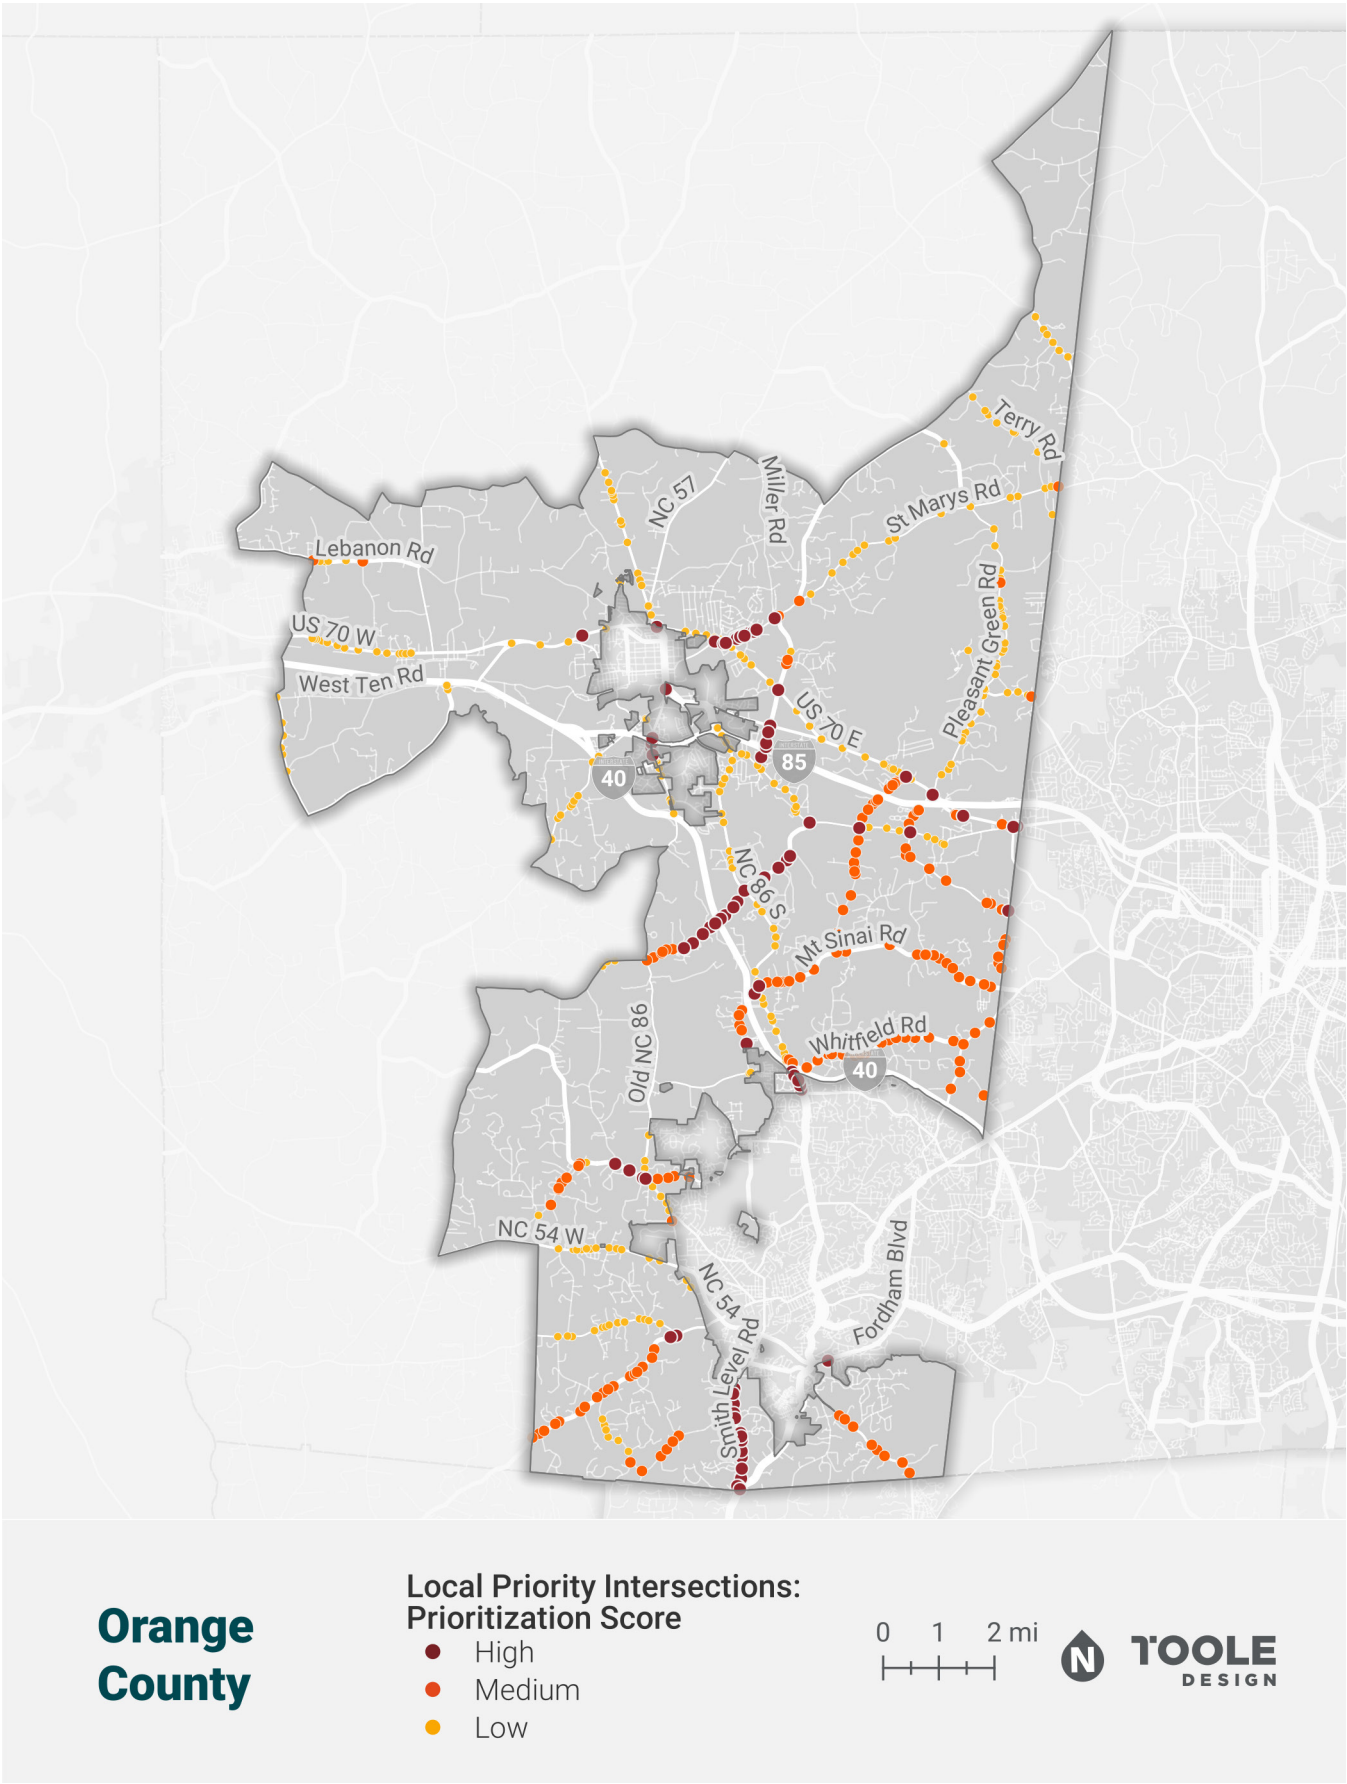 Terry Rd
NC 57
Miller Rd
St Marys Rd
Lebanon Rd
US 70 W
West Ten Rd
Pleasant Green Rd
US 70 E
INTERSTATE
85
INTERSTATE
40
NC 86 S
Mt Sinai Rd
Old NC 86
Whitfield Rd
40
NC 54 W
NC 54
Fordham Blvd
Smith Level Rd
Orange
County
Local Priority Intersections:
Prioritization Score
High
Medium
Low
0 1 2 mi
N
TOOLE
DESIGN